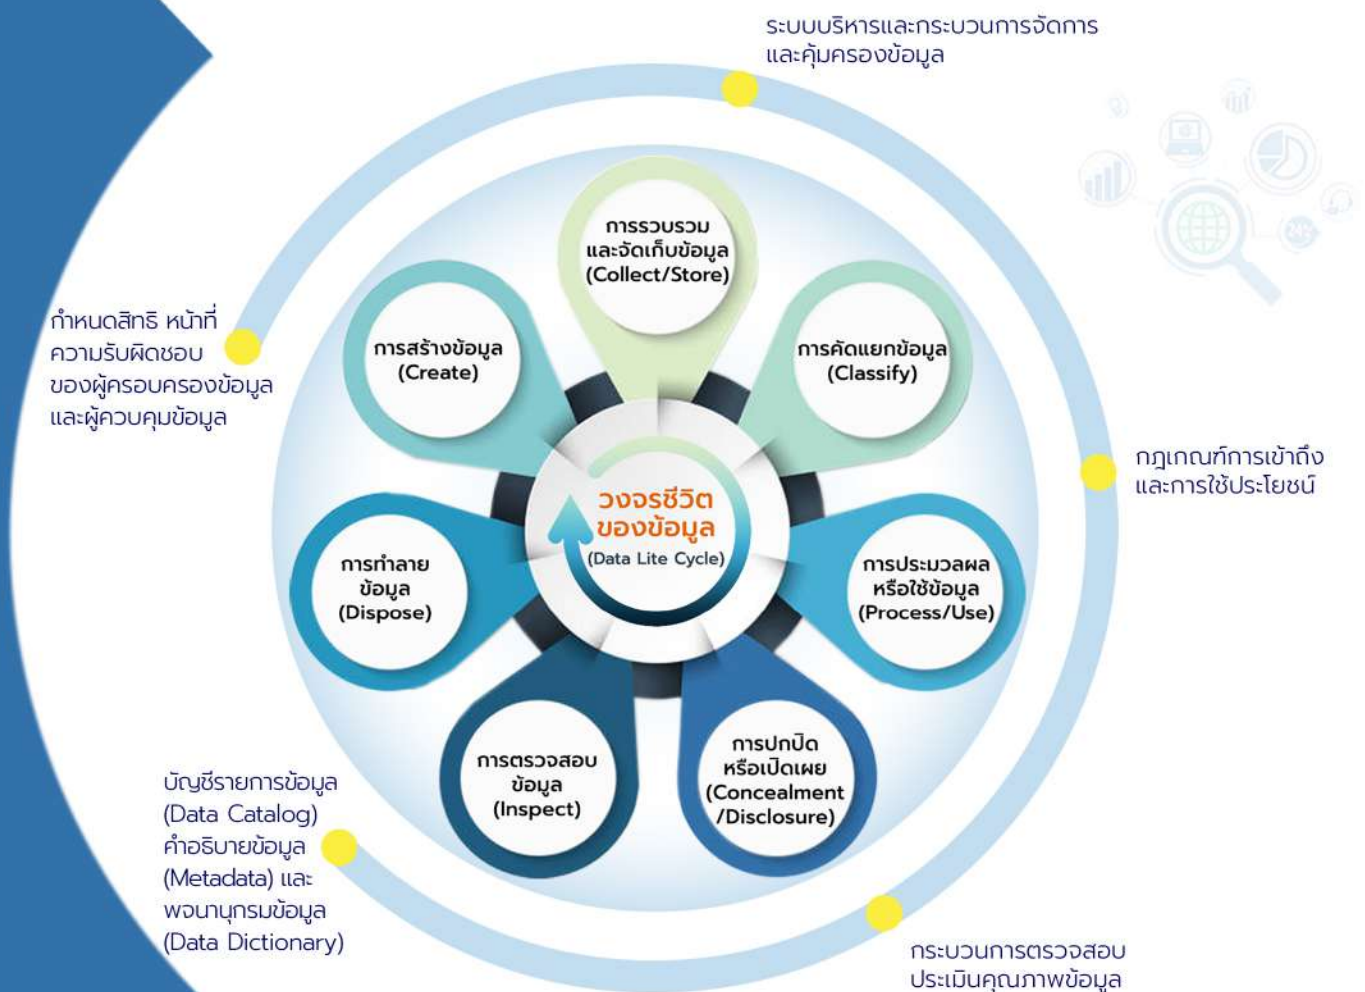 ระบบบริหารและกระบวนการจัดการ
และคุ้มครองข้อมูล
การรวบรวม
และจัดเก็บข้อมูล
(Collect/Store)
การคัดแยกข้อมูล
(Classify)
กฎเกณฑ์การเข้าถึง
และการใช้ประโยชน์
การประมวลผล
หรือใช้ข้อมูล
(Process/Use)
การปกปิด
หรือเปิดเผย
(Concealment
/Disclosure)
กระบวนการตรวจสอบ
ประเมินคุณภาพข้อมูล
การตรวจสอบ
ข้อมูล
(Inspect)
บัญชีรายการข้อมูล
(Data Catalog)
คำอธิบายข้อมูล
(Metadata) และ
พจนานุกรมข้อมูล
(Data Dictionary)
การทำลาย
ข้อมูล
(Dispose)
การสร้างข้อมูล
(Create)
กำหนดสิทธิ หน้าที่
ความรับผิดชอบ
ของผู้ครอบครองข้อมูล
และผู้ควบคุมข้อมูล
วงจรชีวิต
ของข้อมูล
(Data Lite Cycle)